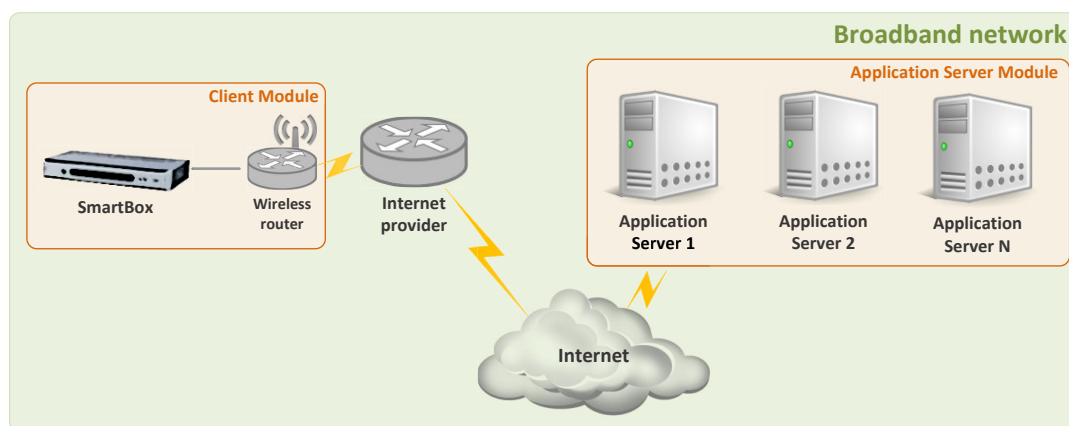 Broadband network
Client Module
Application Server Module
SmartBox
Wireless
router
Internet
provider
Application
Server 1
Application
Server 2
Application
Server N
Internet